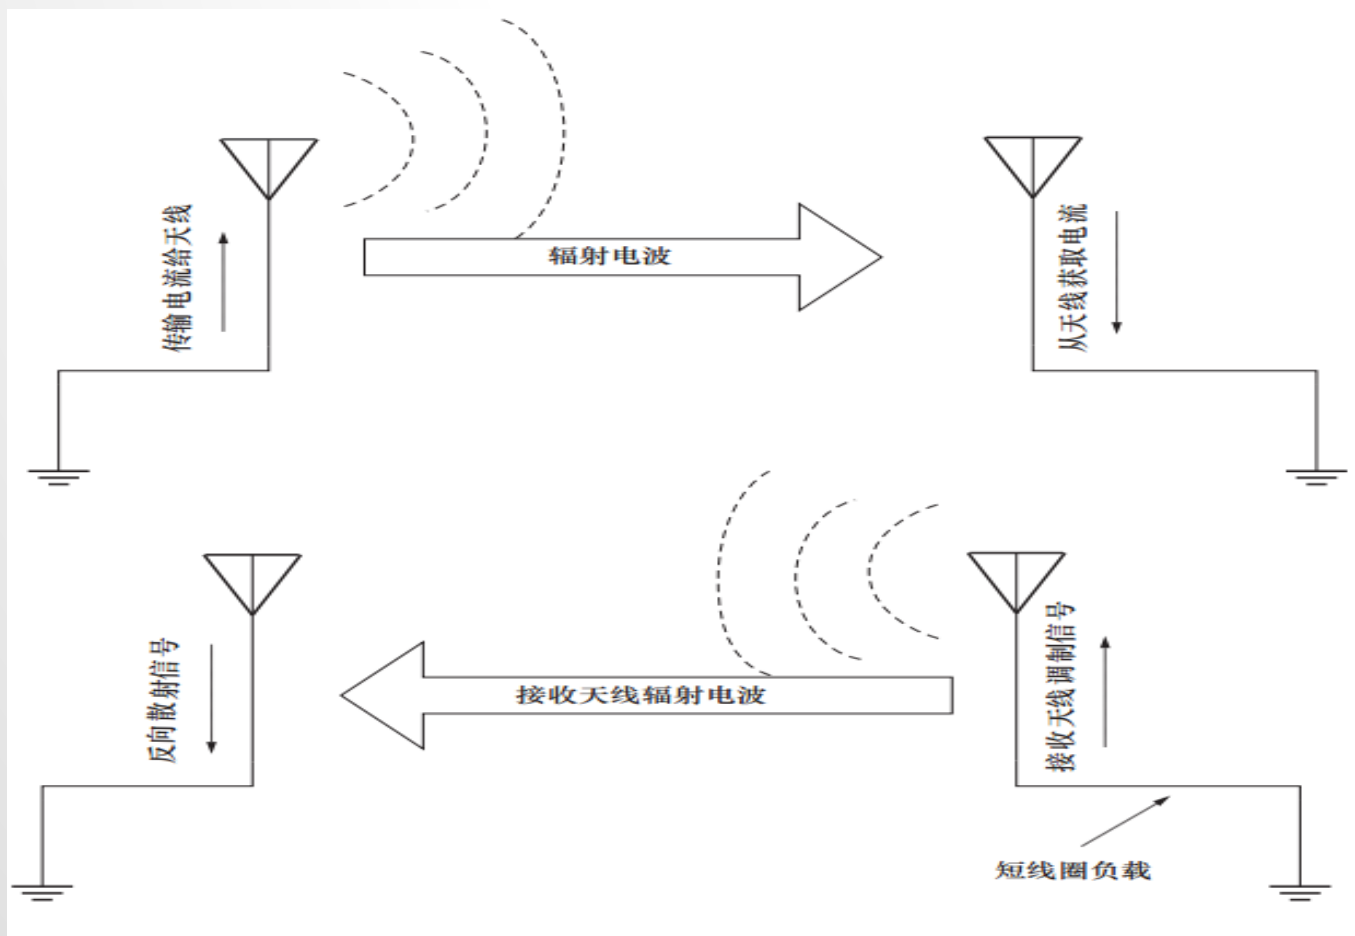 传输电流给天线
辐射电波
从天线获取电流
反向散射信号
接收天线辐射电波
接收天线调制信号
短线圈负载